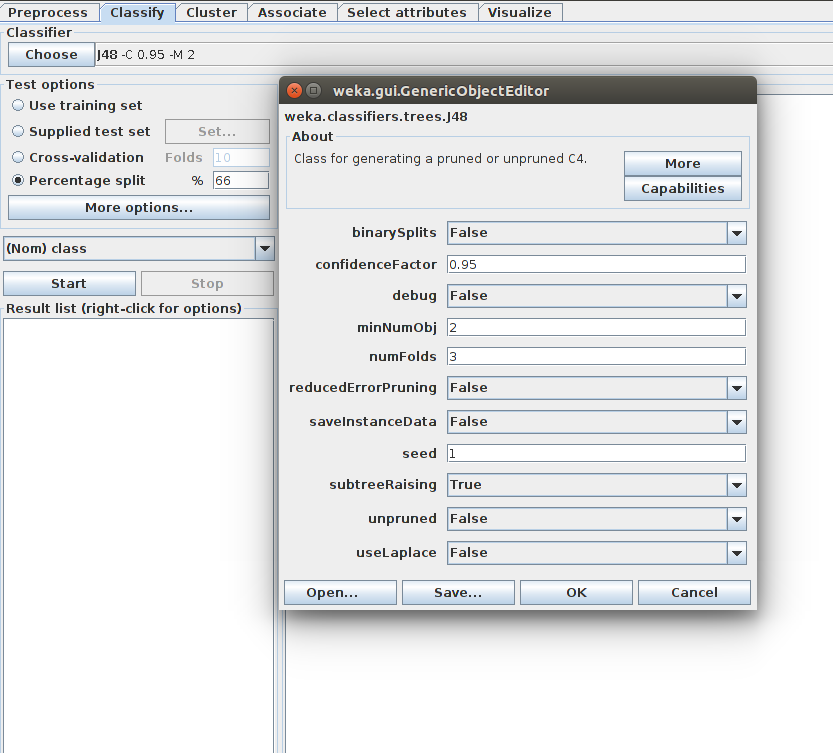 Preprocess Classify Cluster Associate Select attributes Visualize
Classifier
Choose J48 -C 0.95 -M 2
Test options
Use training set
Supplied test set Set...
Cross-validation Folds 10
Percentage split % 66
More options...
(Nom) class
Start Stop
Result list (right-click for options)
weka.gui.GenericObjectEditor
weka.classifiers.trees.J48
About
Class for generating a pruned or unpruned C4.
More
Capabilities
binarySplits False
confidenceFactor 0.95
debug False
minNumObj 2
numFolds 3
reducedErrorPruning False
saveInstanceData False
seed 1
subtreeRaising True
unpruned False
useLaplace False
Open... Save... OK Cancel